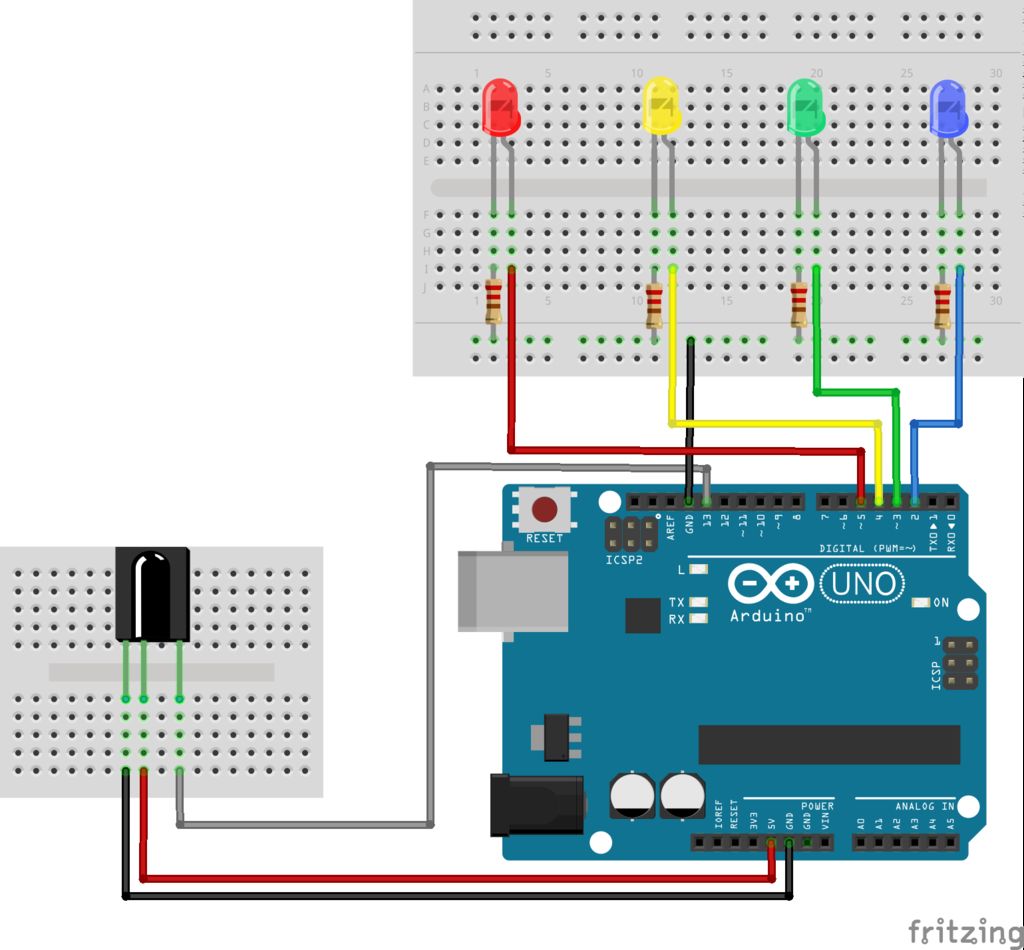 1 5 10 15 20 25 30
A
B
C
D
E
F
G
H
I
J
1 5 10 20 25 30
RESET
ICSP2
AREF GND 13 12 ~11 ~10 ~9 8 7 ~6 ~5 4 ~3 2 TX0▶1 RX0◀0
DIGITAL (PWM=~)
L
TX
RX
Arduino™
UNO
ON
1
ICSP
POWER
ANALOG IN
IOREF RESET 3V3 5V GND GND VIN A0 A1 A2 A3 A4 A5
fritzing